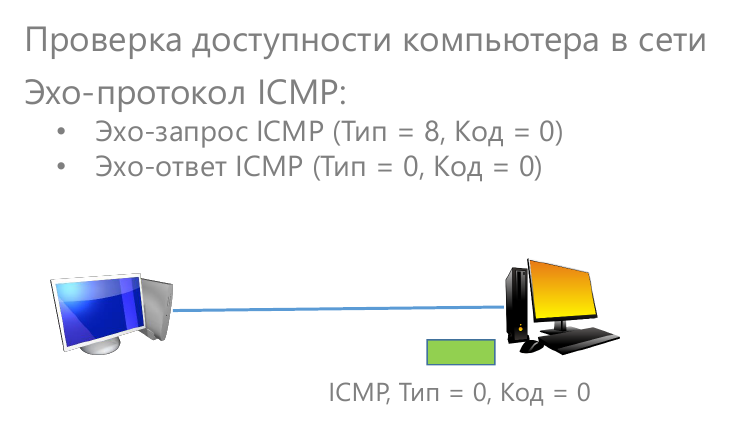 Проверка доступности компьютера в сети
Эхо-протокол ICMP:
• Эхо-запрос ICMP (Тип = 8, Код = 0)
• Эхо-ответ ICMP (Тип = 0, Код = 0)
ICMP, Тип = 0, Код = 0